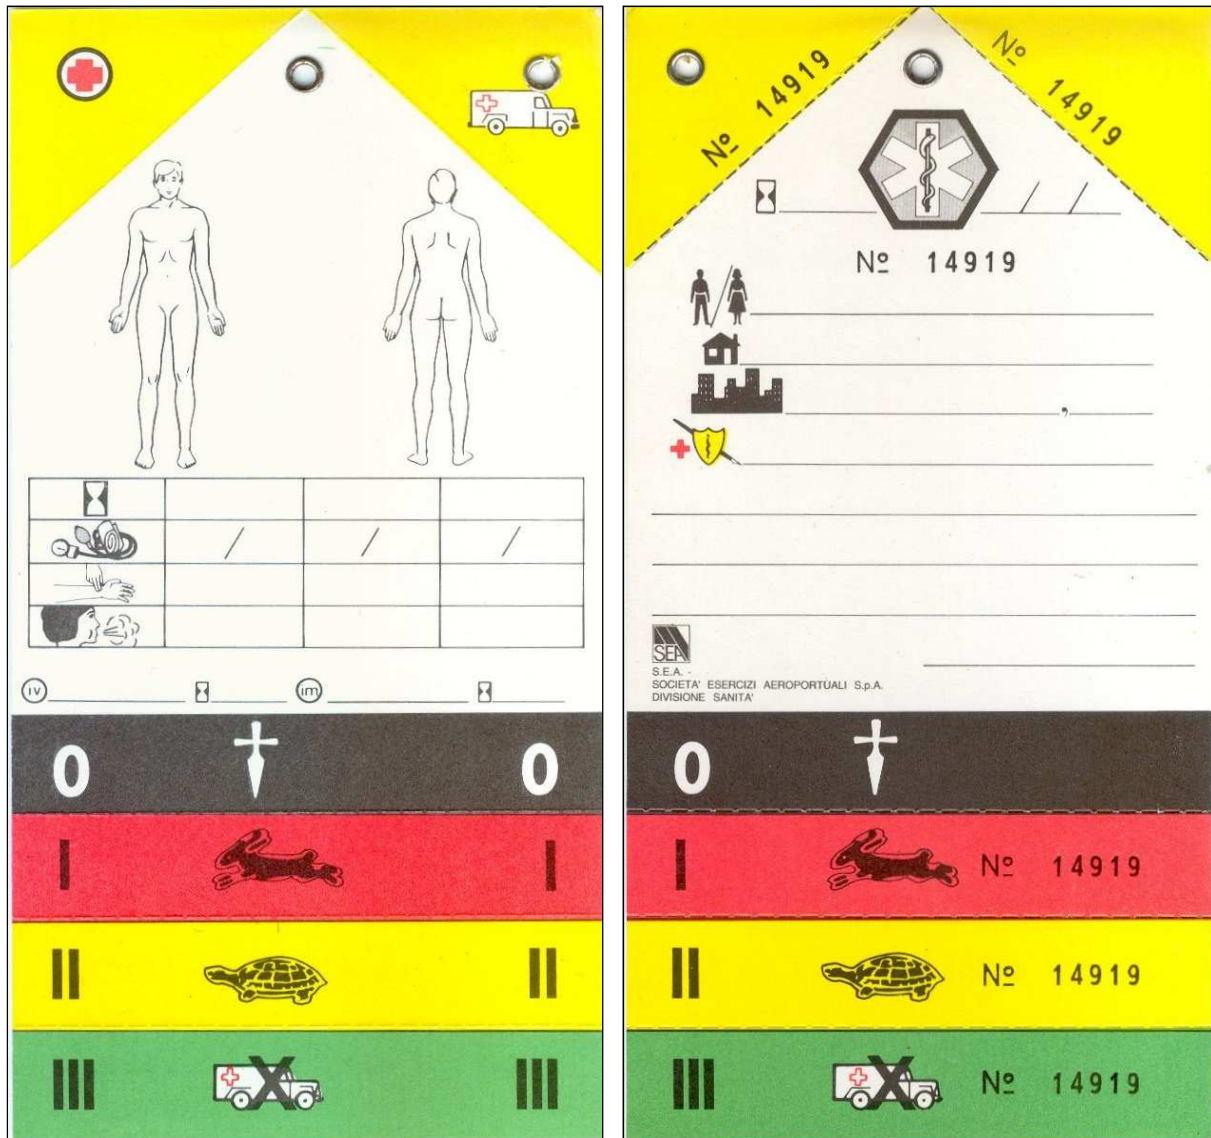 iv
im
0 0
I I
II II
III X III
Nº 14919
Nº 14919
Nº 14919
SEA
S.E.A. -
SOCIETA' ESERCIZI AEROPORTUALI S.p.A.
DIVISIONE SANITA'
0
I Nº 14919
II Nº 14919
III X Nº 14919